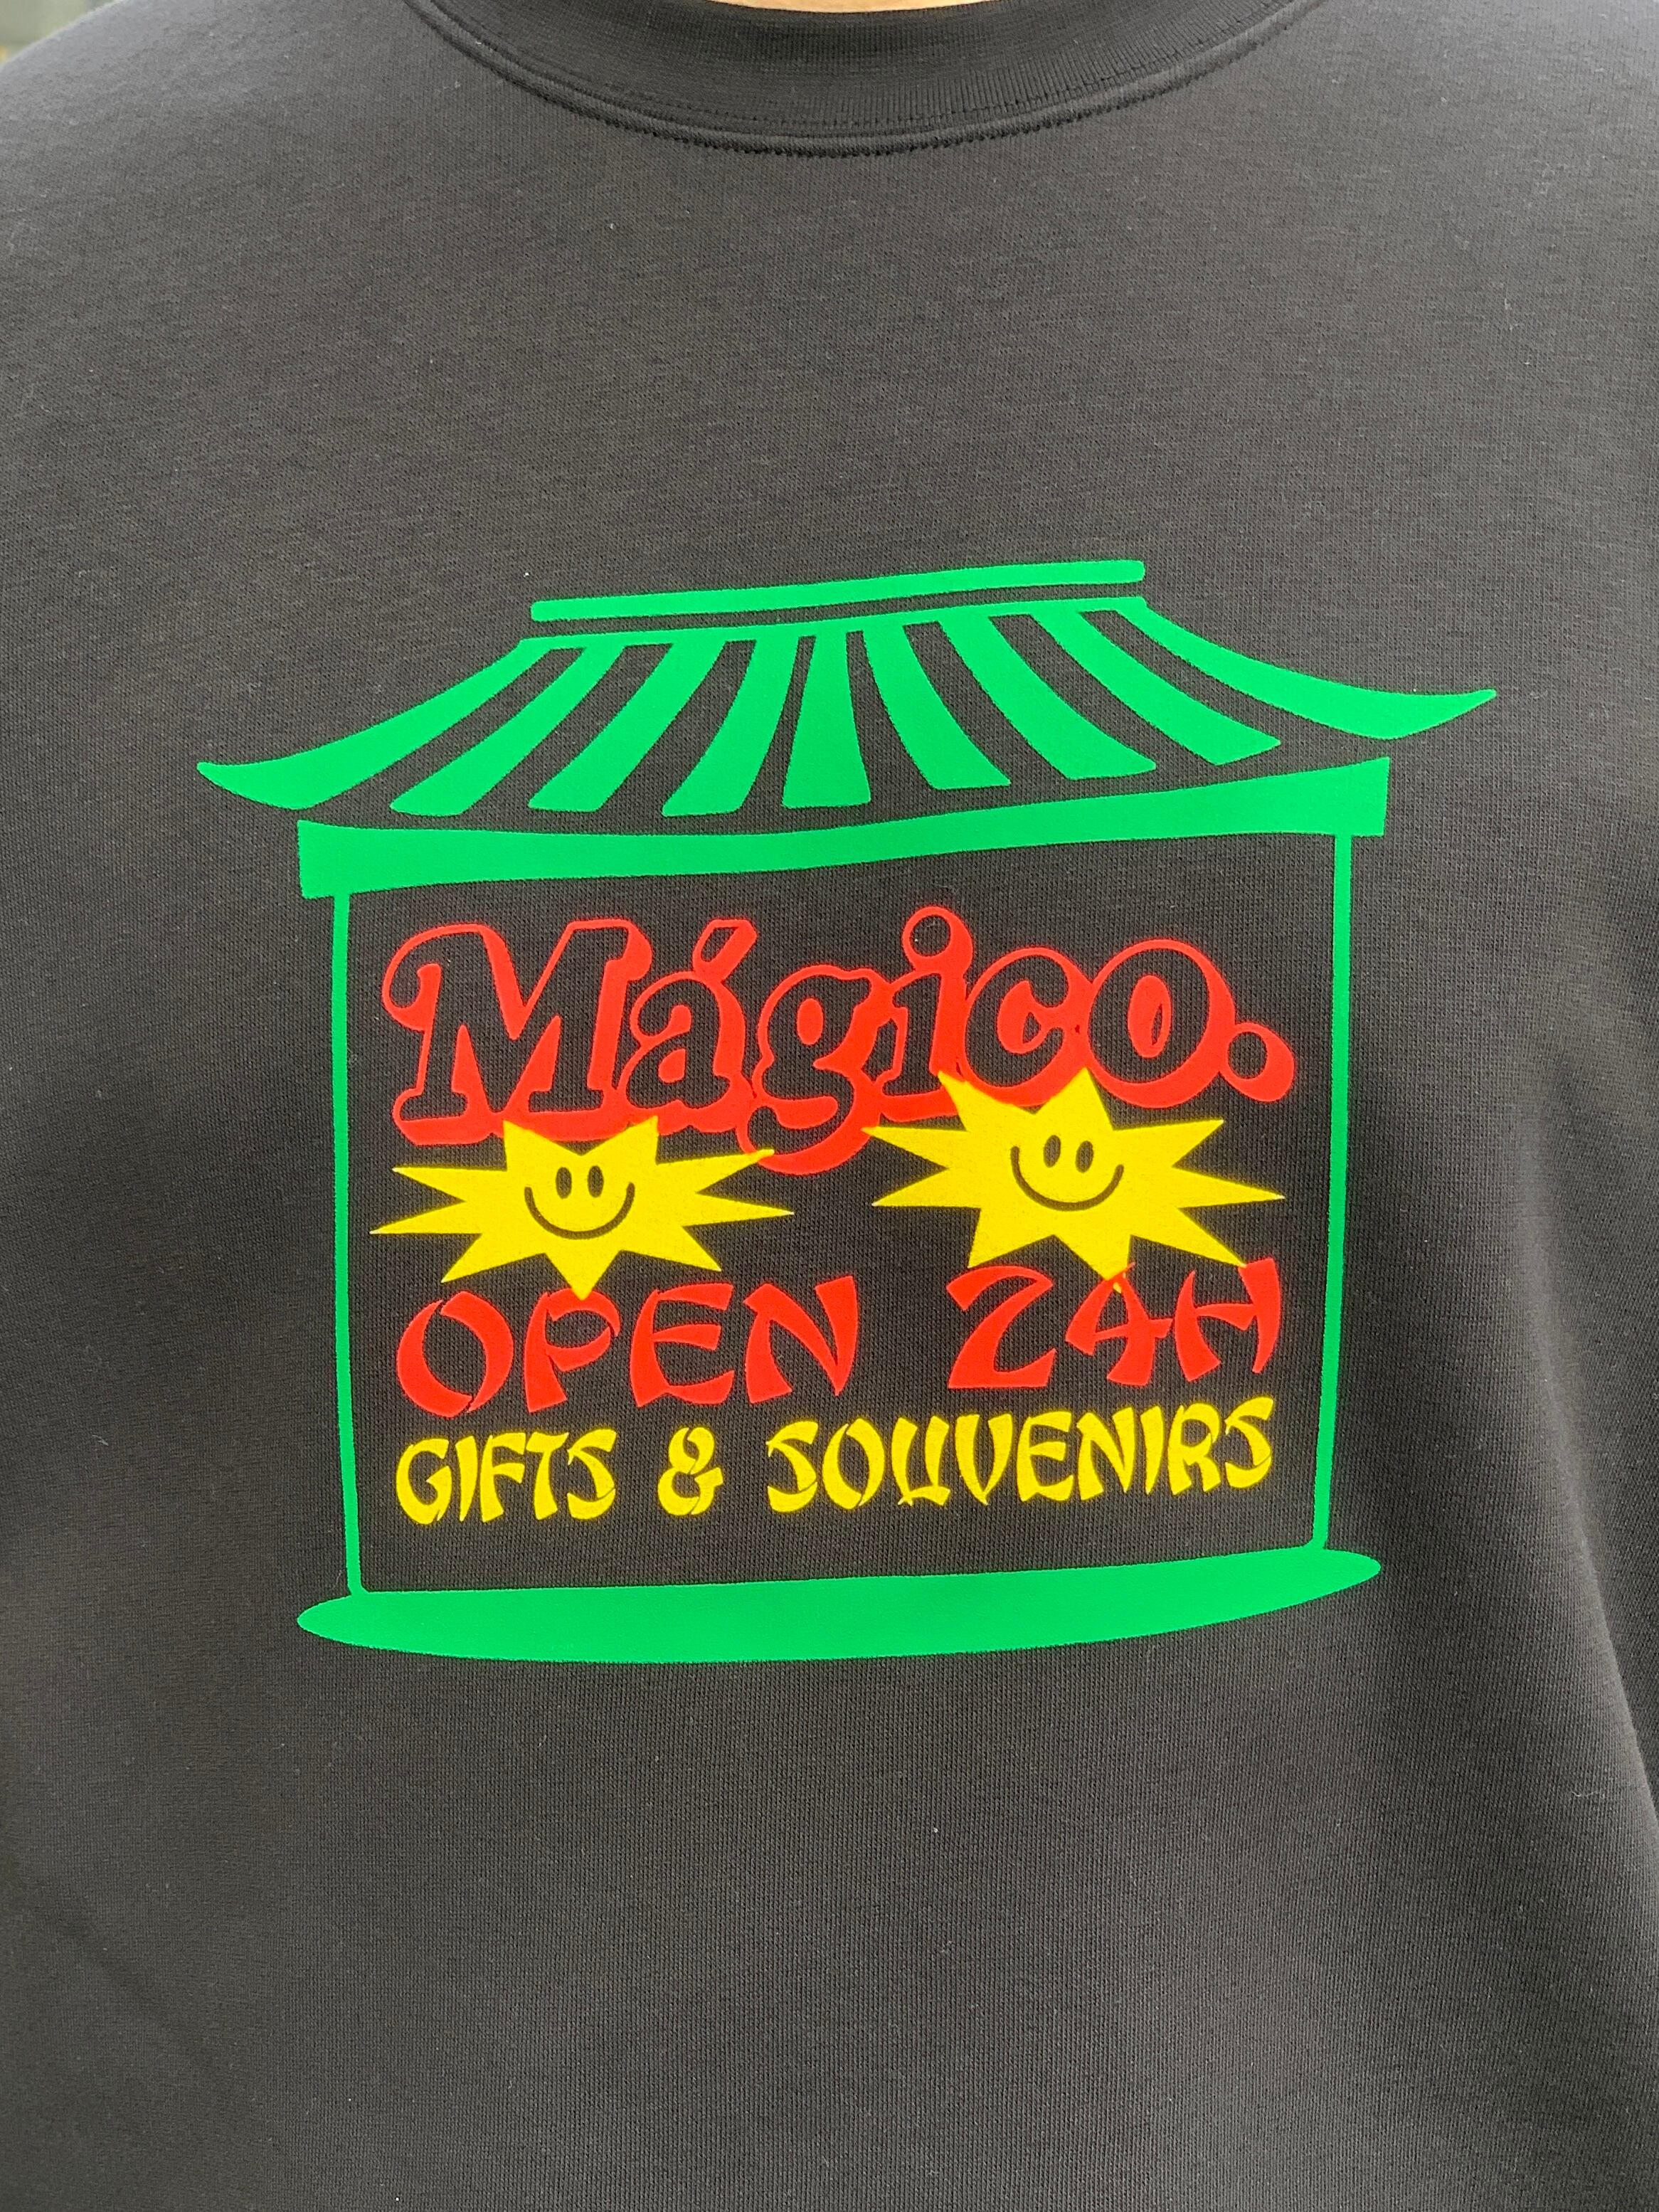 Mágico.
OPEN 24H
GIFTS & SOUVENIRS